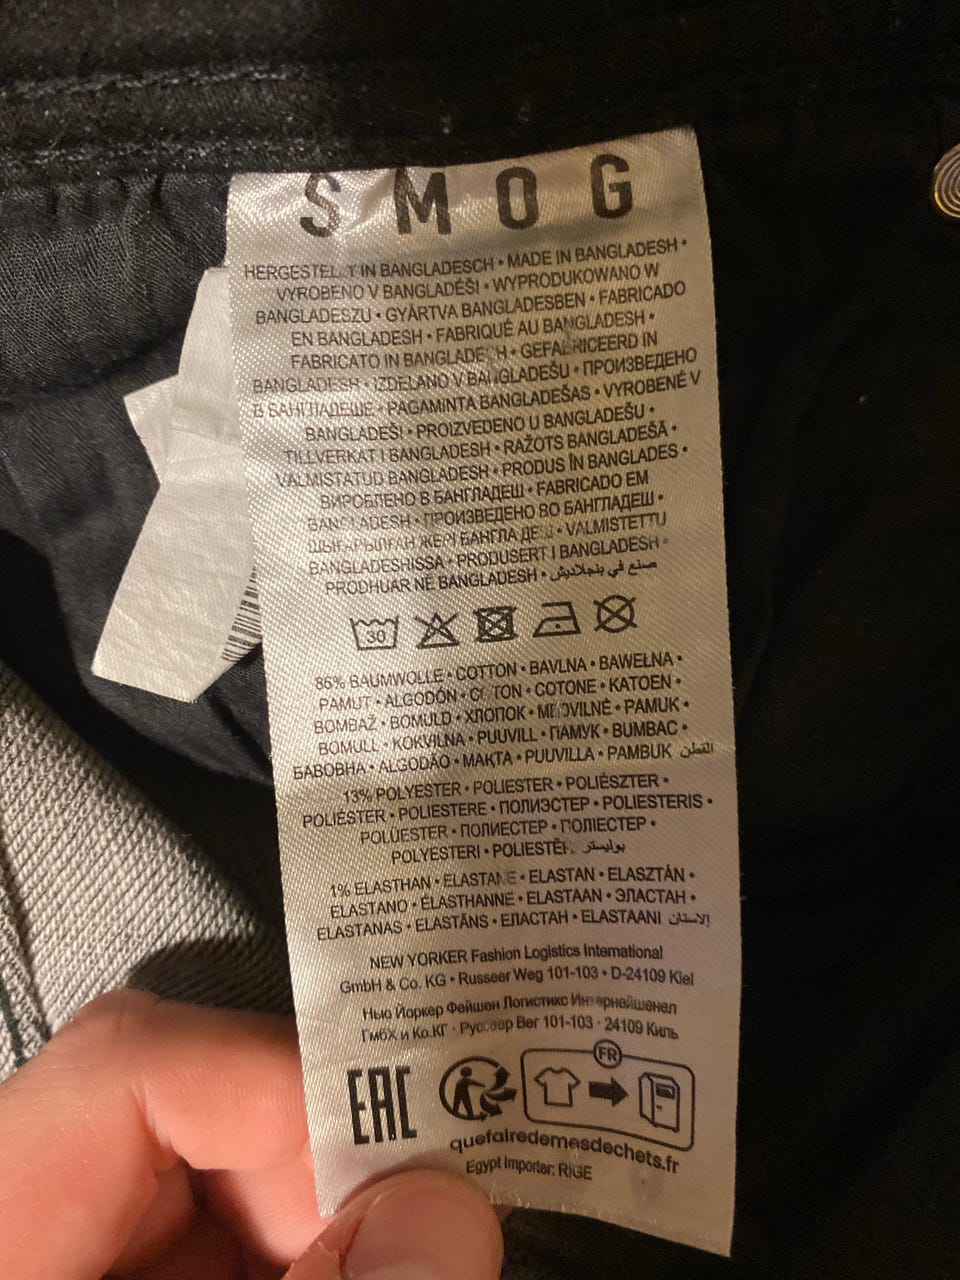 SMOG
HERGESTELLT IN BANGLADESCH • MADE IN BANGLADESH •
VYROBENO V BANGLADÉŠI • WYPRODUKOWANO W
BANGLADESZU • GYÁRTVA BANGLADESBEN • FABRICADO
EN BANGLADESH • FABRIQUÉ AU BANGLADESH •
FABRICATO IN BANGLADESH • GEFABRICEERD IN
BANGLADESH • IZDELANO V BANGLADEŠU • ПРОИЗВЕДЕНО
В БАНГЛАДЕШЕ • PAGAMINTA BANGLADEŠAS • VYROBENÉ V
BANGLADEŠI • PROIZVEDENO U BANGLADEŠU •
TILLVERKAT I BANGLADESH • RAŽOTS BANGLADEŠĀ •
VALMISTATUD BANGLADESH • PRODUS ÎN BANGLADES •
ВИРОБЛЕНО В БАНГЛАДЕШ • FABRICADO EM
BANGLADESH • ПРОИЗВЕДЕНО ВО БАНГЛАДЕШ •
ШЫҒАРЫЛҒАН ЖЕРІ БАНГЛАДЕШ • VALMISTETTU
BANGLADESHISSA • PRODUSERT I BANGLADESH •
PRODHUAR NË BANGLADESH • صنع في بنجلاديش
30
86% BAUMWOLLE • COTTON • BAVLNA • BAWEŁNA •
PAMUT • ALGODÓN • COTON • COTONE • KATOEN •
BOMBAŽ • BOMULD • ХЛОПОК • MEDVILNĖ • PAMUK •
BOMULL • KOKVILNA • PUUVILL • ПАМУК • BUMBAC •
БАВОВНА • ALGODÃO • МАҚТА • PUUVILLA • PAMBUK القطن
13% POLYESTER • POLIESTER • POLIÉSZTER •
POLIÉSTER • POLIESTERE • ПОЛИЭСТЕР • POLIESTERIS •
POLÜESTER • ПОЛИЕСТЕР • ПОЛІЕСТЕР •
POLYESTERI • POLIESTËR بوليستر
1% ELASTHAN • ELASTANE • ELASTAN • ELASZTÁN •
ELASTANO • ÉLASTHANNE • ELASTAAN • ЭЛАСТАН •
ELASTANAS • ELASTĀNS • ЕЛАСТАН • ELASTAANI الاستان
NEW YORKER Fashion Logistics International
GmbH & Co. KG • Russeer Weg 101-103 • D-24109 Kiel
Нью Йоркер Фейшен Логистикс Интернейшенел
ГмбХ и Ко.КГ · Руссеер Вег 101-103 · 24109 Киль
EAC
FR
quefairedemesdechets.fr
Egypt Importer: RIGE